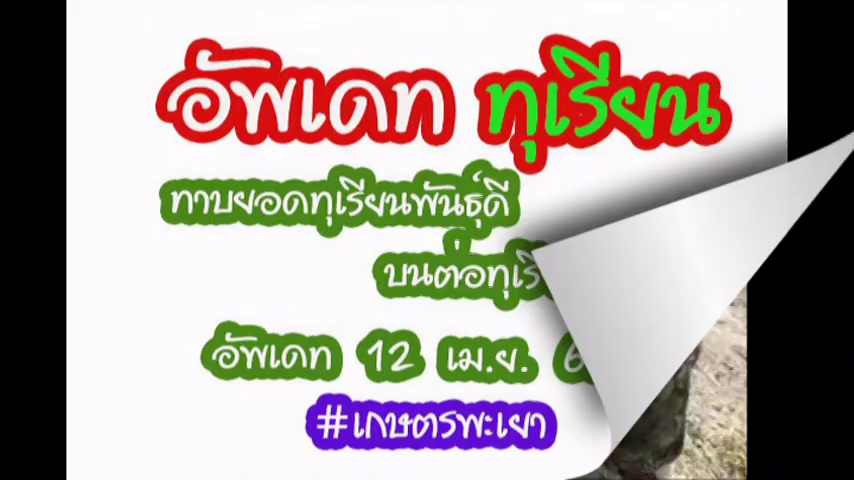 อัพเดท ทุเรียน
ทาบยอดทุเรียนพันธุ์ดี
บนต่อทุเรี
อัพเดท 12 เม.ย. 6
#เกษตรพะเยา